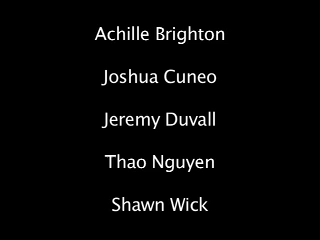 Achille Brighton
Joshua Cuneo
Jeremy Duvall
Thao Nguyen
Shawn Wick